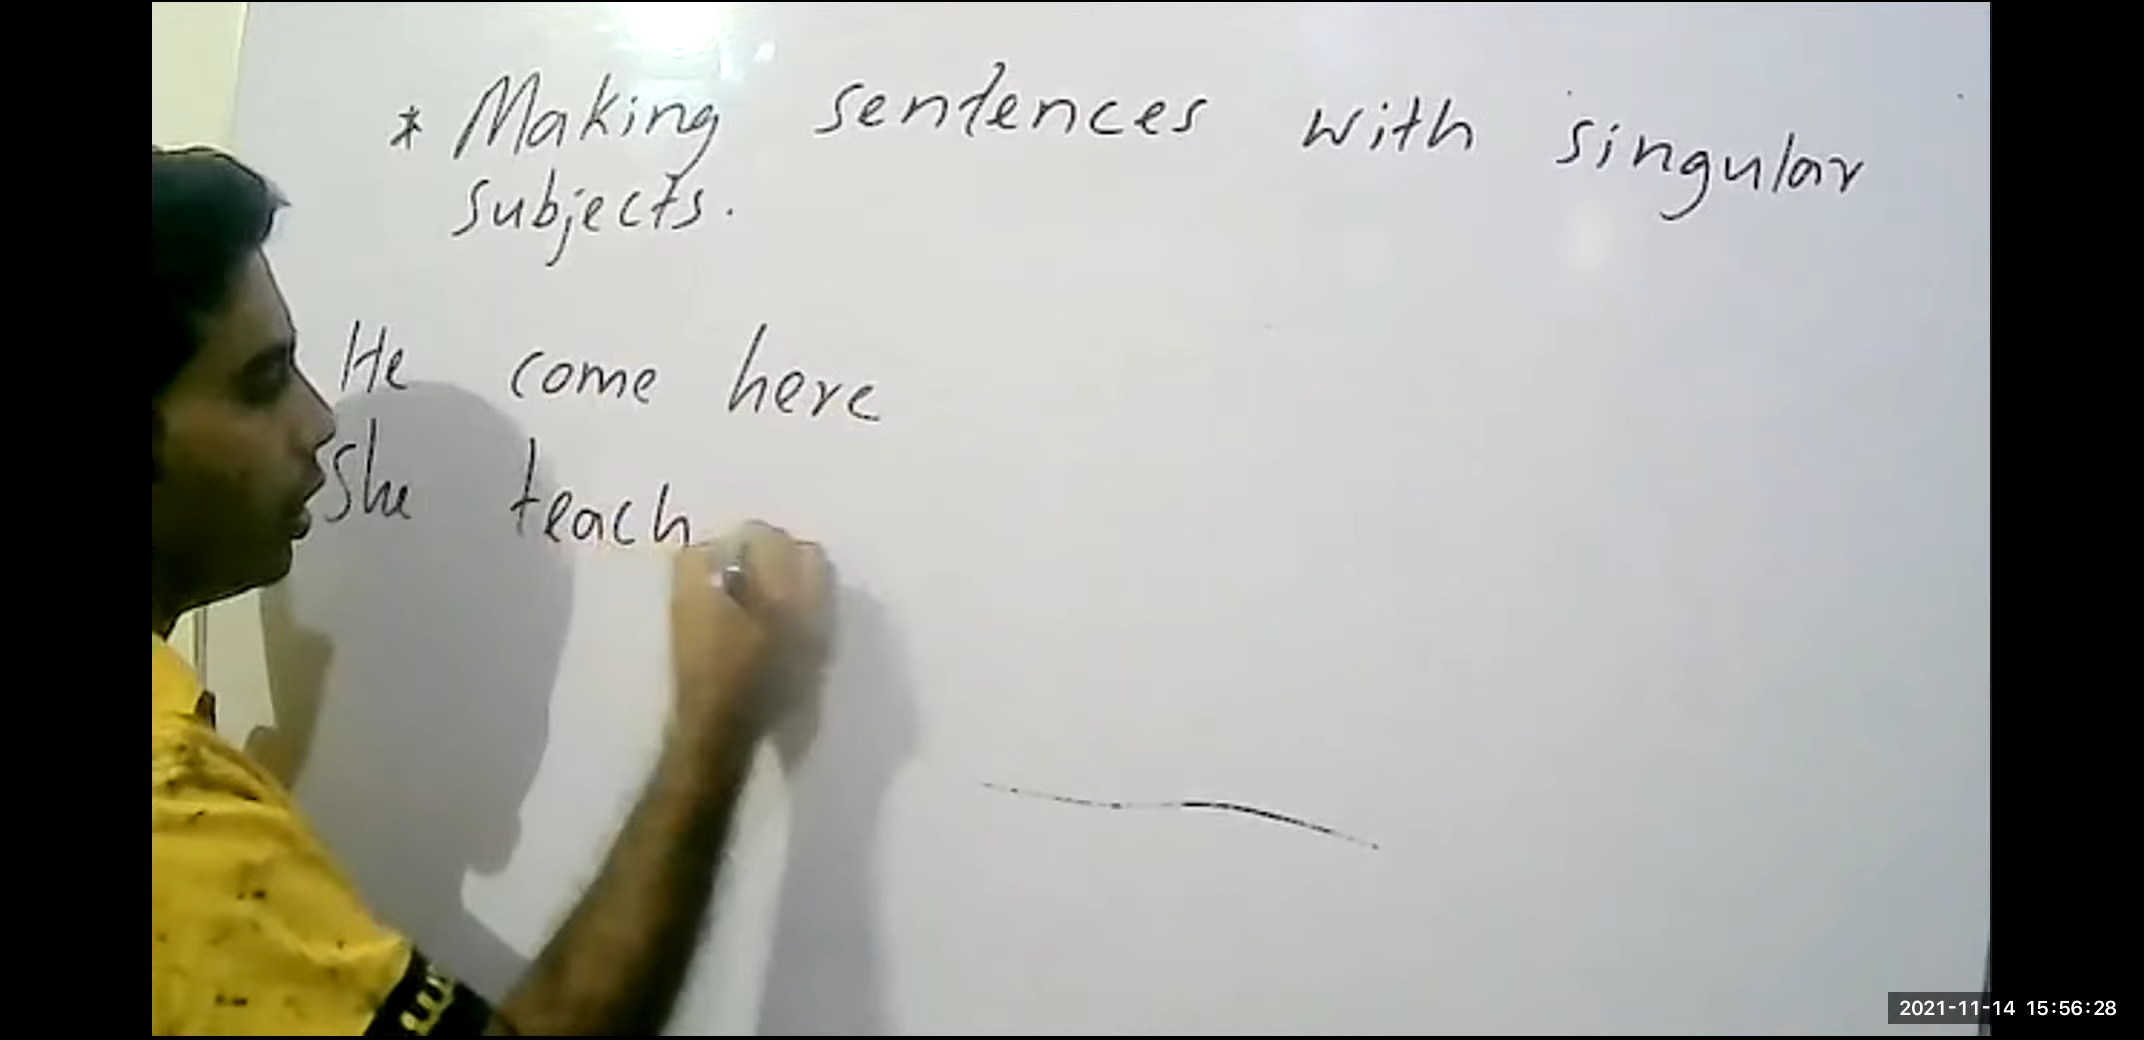 * Making sentences with singular
subjects.
He come here
She teach
2021-11-14 15:56:28